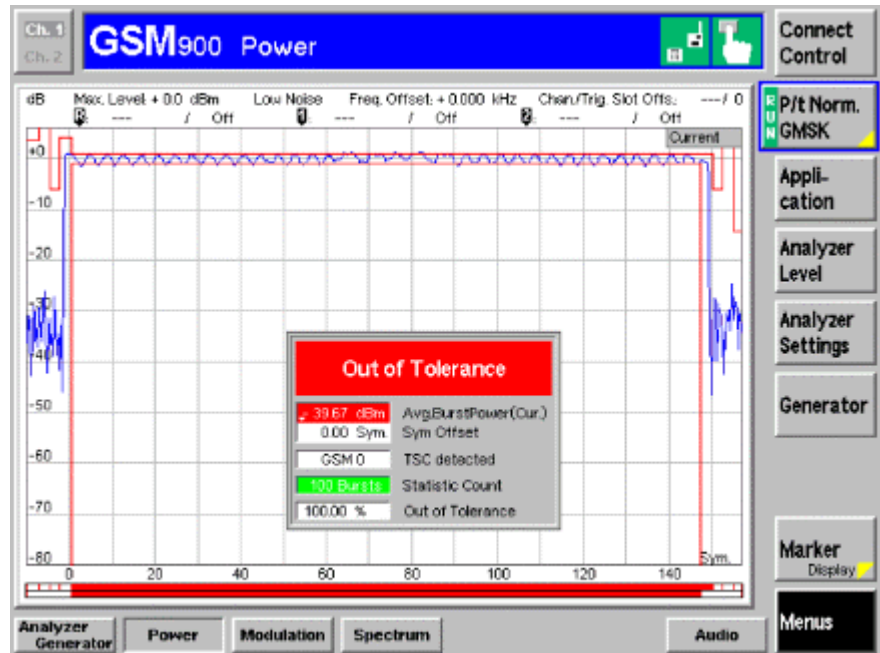 Ch. 1
Ch. 2
GSM900 Power
Connect Control
dB Max. Level: + 0.0 dBm Low Noise Freq. Offset: + 0.000 kHz Chan./Trig. Slot Offs.: ---/ 0
--- / Off 1: --- / Off 2: --- / Off
Current
+0
-10
-20
-30
-40
-50
-60
-70
-80
0 20 40 60 80 100 120 140
Sym.
Out of Tolerance
39.67 dBm Avg.BurstPower(Cur.)
0.00 Sym. Sym Offset
GSM 0 TSC detected
100 Bursts Statistic Count
100.00 % Out of Tolerance
RUN
P/t Norm.
GMSK
Appli-
cation
Analyzer
Level
Analyzer
Settings
Generator
Marker
Display
Menus
Analyzer
Generator
Power
Modulation
Spectrum
Audio